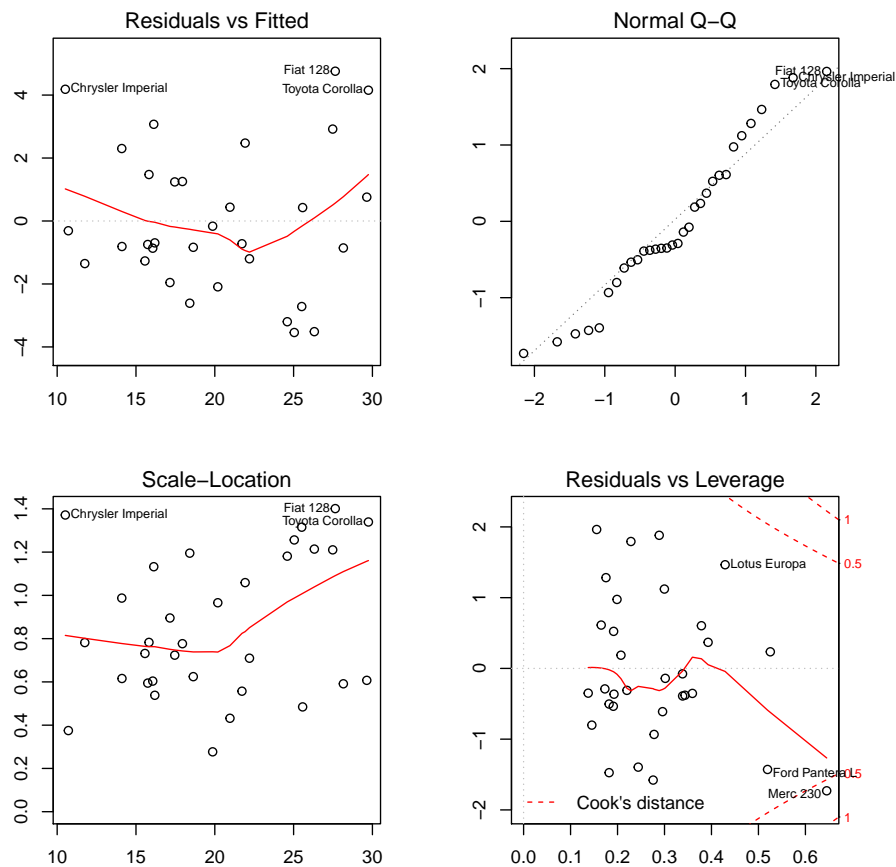 Residuals vs Fitted
4
2
0
−2
−4
Fiat 128
Chrysler Imperial
Toyota Corolla
10 15 20 25 30
Normal Q−Q
2
1
0
−1
Fiat 128
Chrysler Imperial
Toyota Corolla
−2 −1 0 1 2
Scale−Location
1.4
1.2
1.0
0.8
0.6
0.4
0.2
0.0
Chrysler Imperial
Fiat 128
Toyota Corolla
10 15 20 25 30
Residuals vs Leverage
2
1
0
−1
−2
1
0.5
Lotus Europa
Ford Pantera L
0.5
Merc 230
1
Cook's distance
0.0 0.1 0.2 0.3 0.4 0.5 0.6